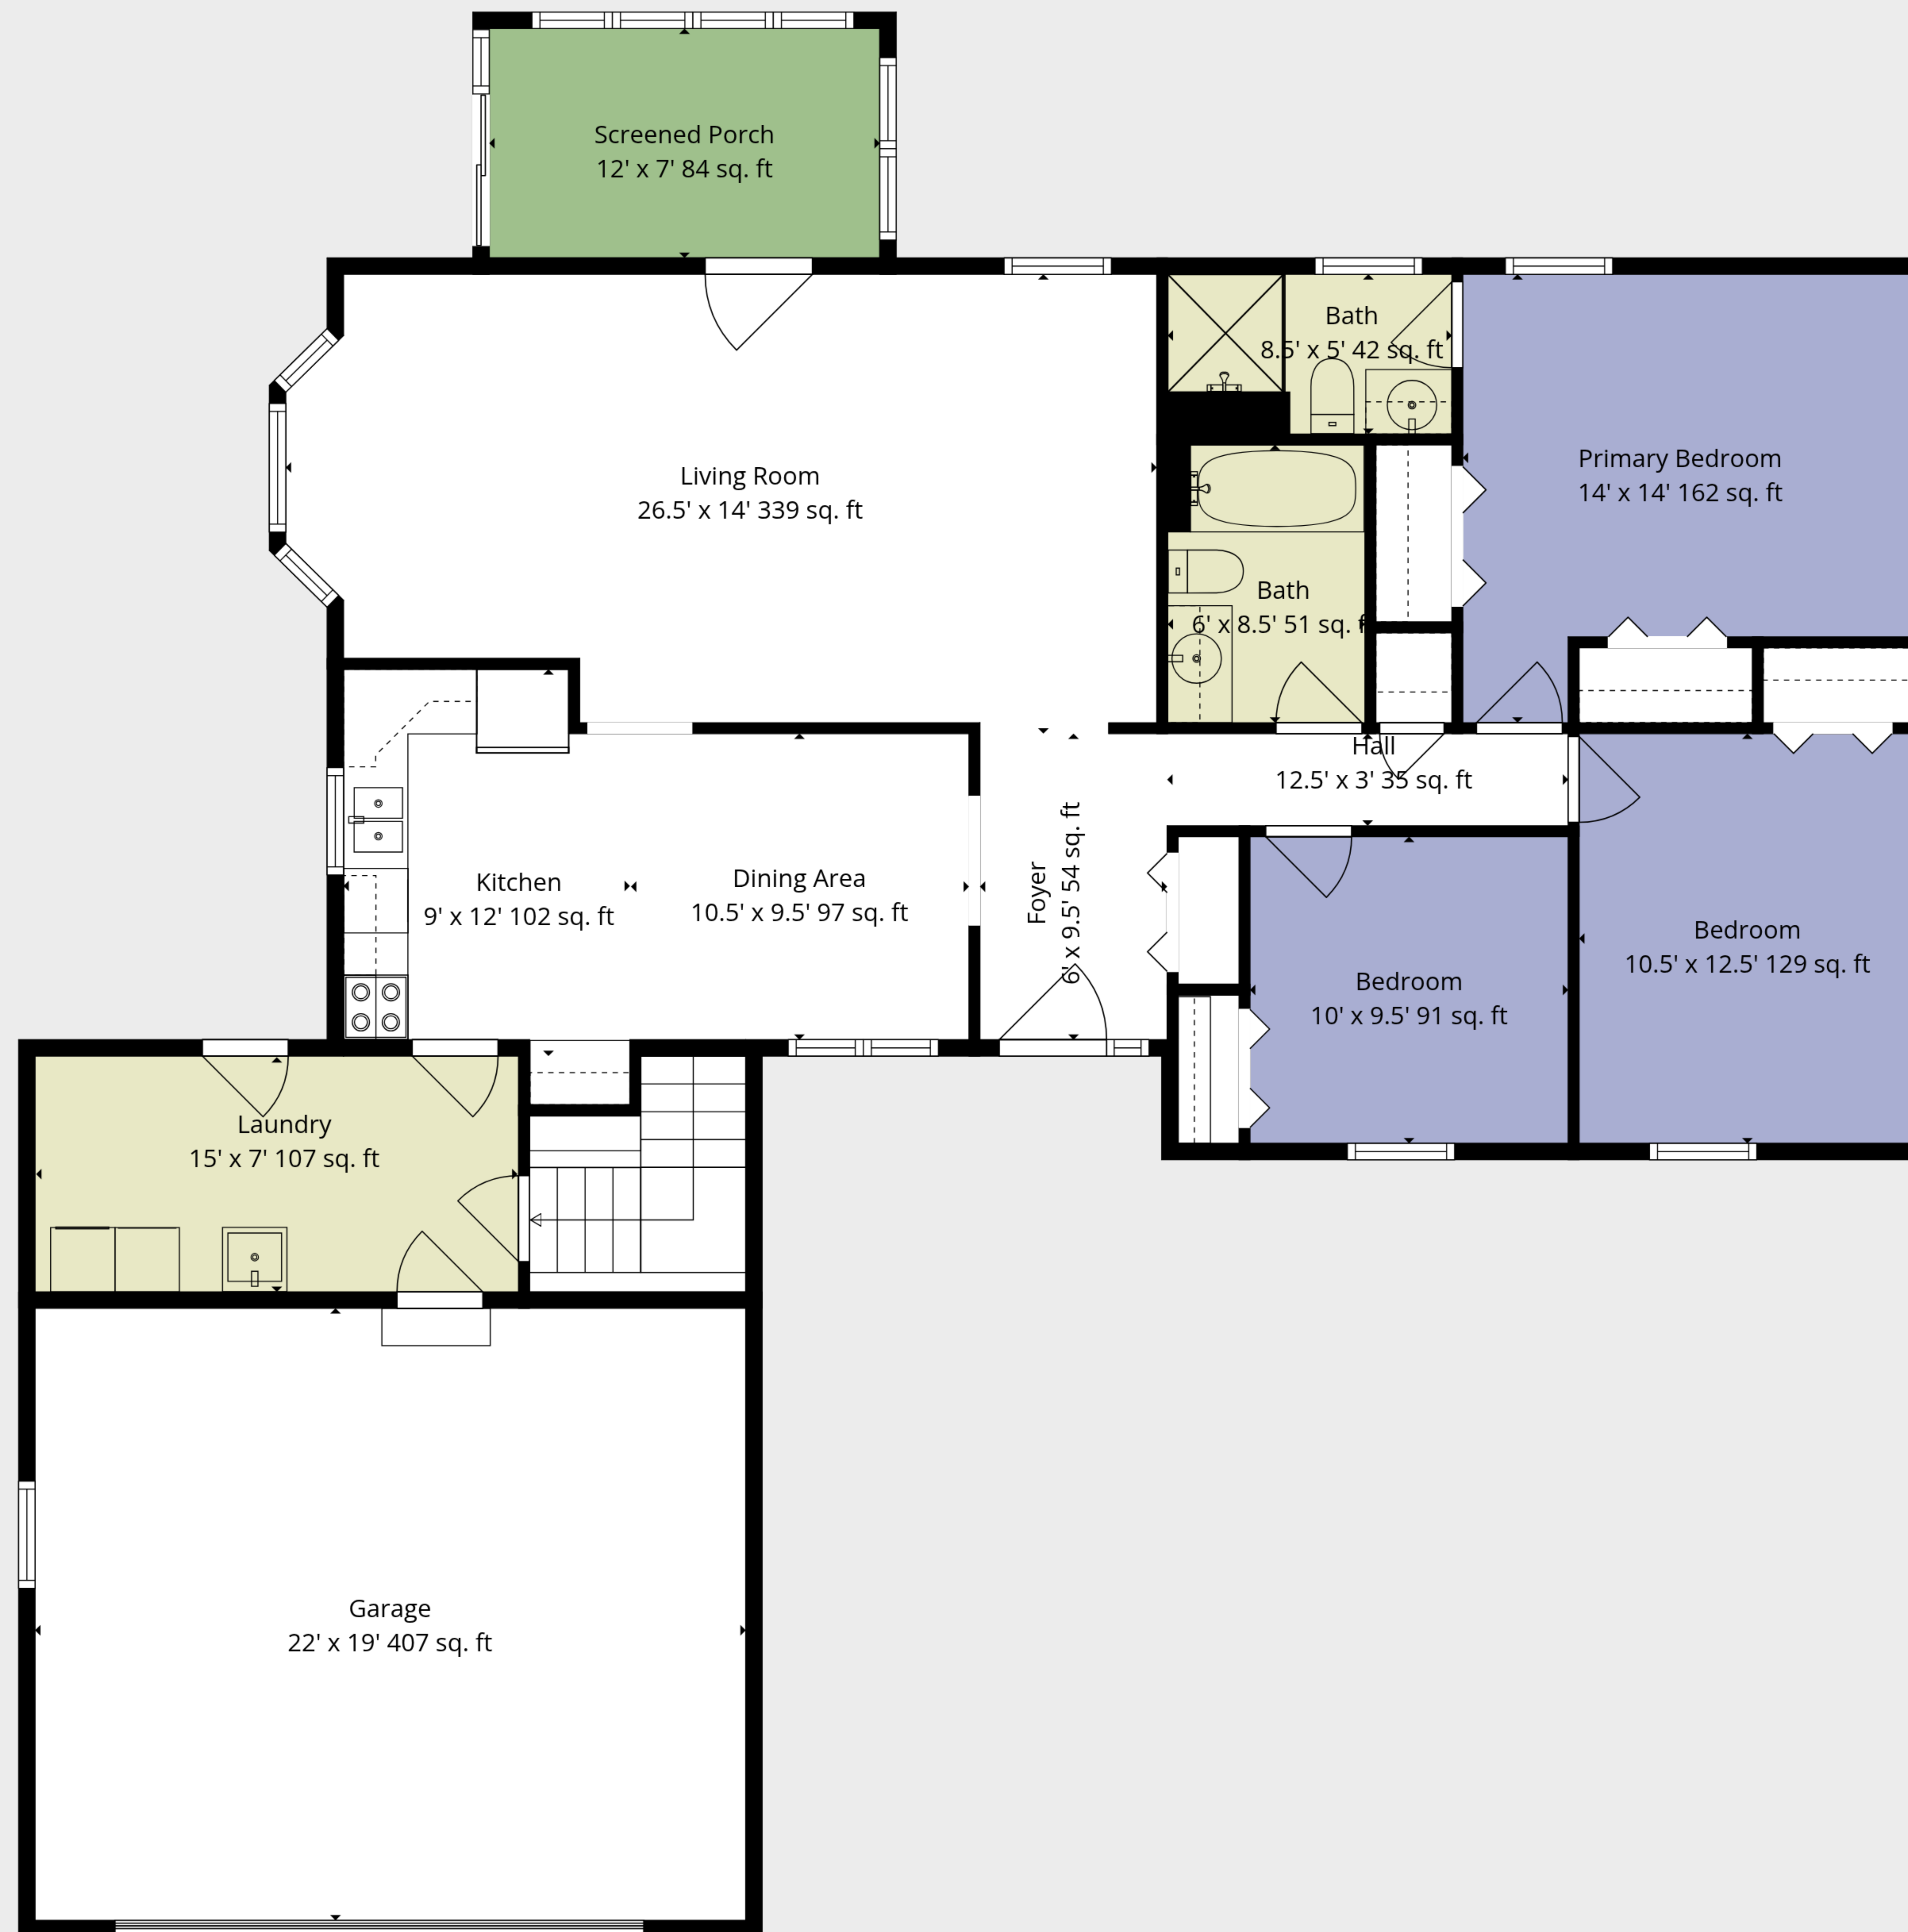 Screened Porch
12' x 7' 84 sq. ft
Bath
8.5' x 5' 42 sq. ft
Living Room
26.5' x 14' 339 sq. ft
Primary Bedroom
14' x 14' 162 sq. ft
Bath
6' x 8.5' 51 sq. f
Hall
12.5' x 3' 35 sq. ft
Kitchen
9' x 12' 102 sq. ft
Dining Area
10.5' x 9.5' 97 sq. ft
Foyer
6' x 9.5' 54 sq. ft
Bedroom
10' x 9.5' 91 sq. ft
Bedroom
10.5' x 12.5' 129 sq. ft
Laundry
15' x 7' 107 sq. ft
Garage
22' x 19' 407 sq. ft